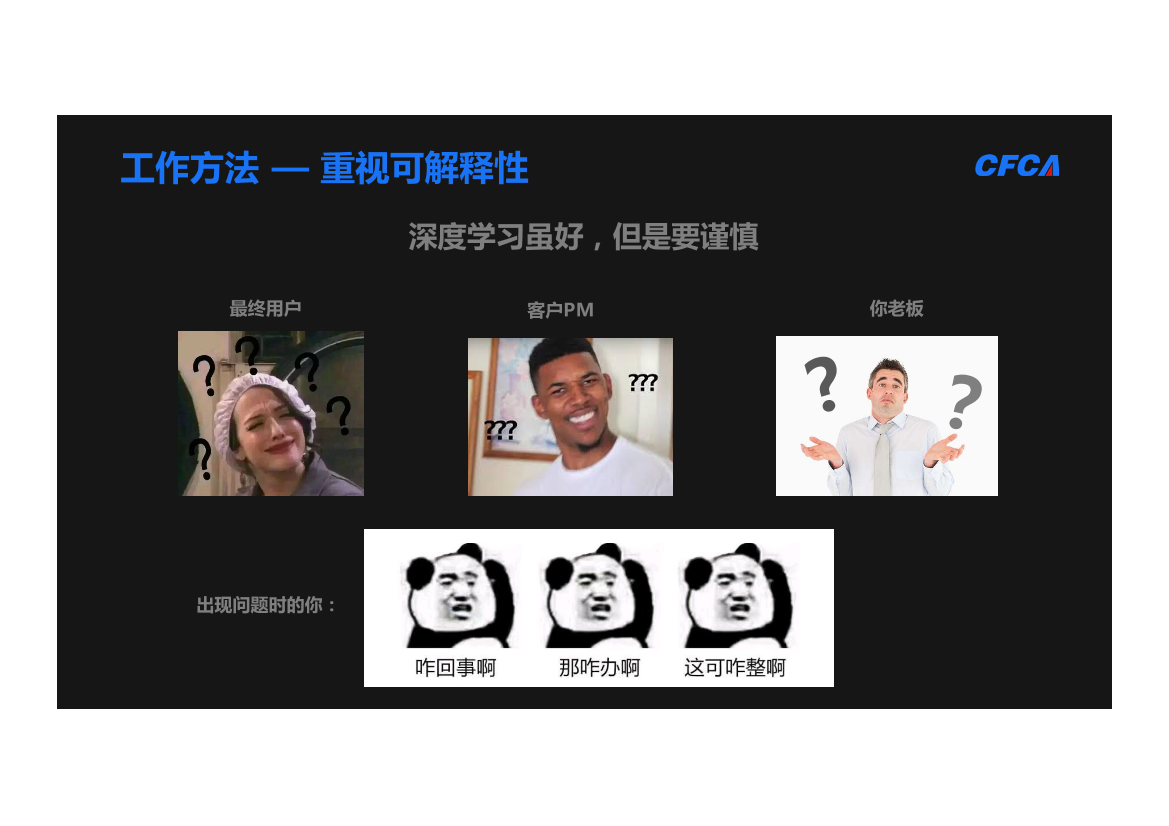 工作方法 — 重视可解释性
CFCA
深度学习虽好，但是要谨慎
最终用户
客户PM
你老板
? ? ? ? ?
???
???
? ?
出现问题时的你：
咋回事啊
那咋办啊
这可咋整啊